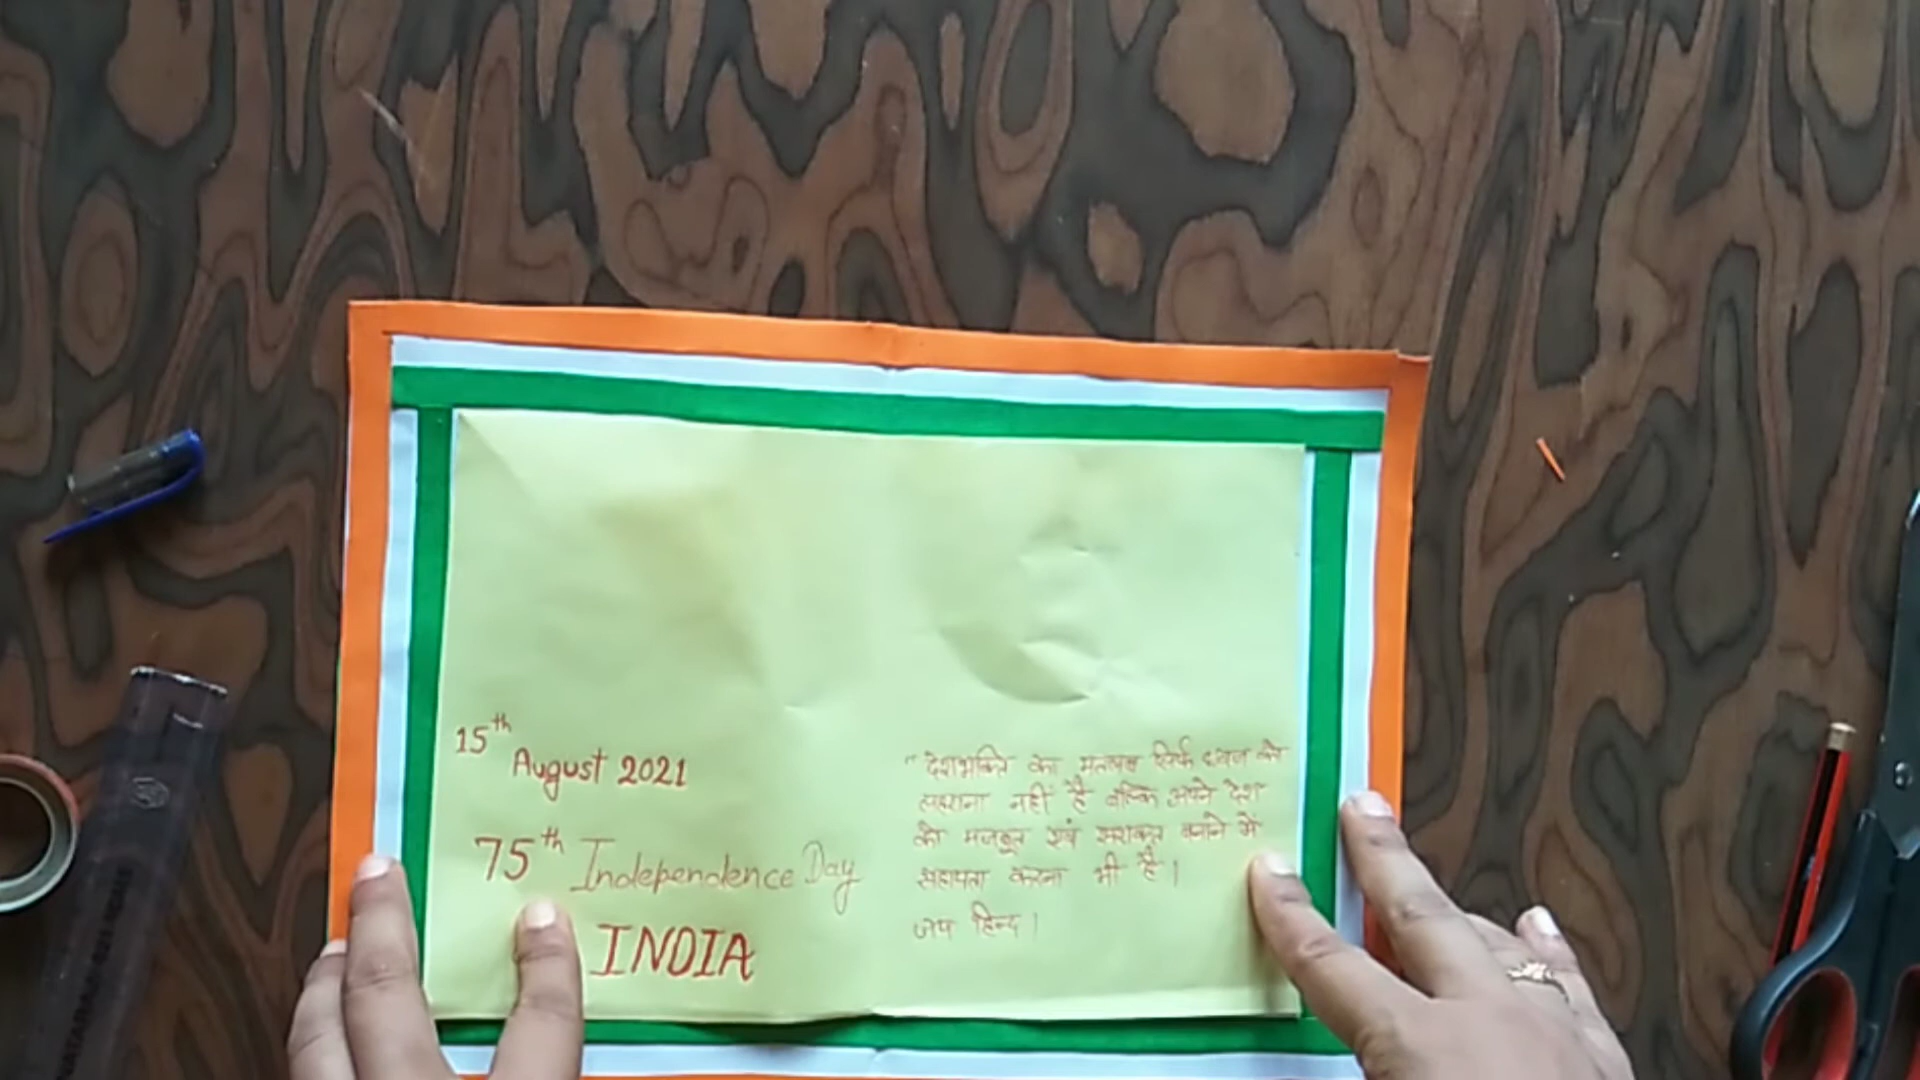 15th
August 2021
75th Independence Day
INDIA
" देशभक्ति का मतलब सिर्फ ध्वज को
लहराना नहीं है बल्कि अपने देश
को मजबूत एवं सशक्त बनाने में
सहायता करना भी है।
जय हिन्द।